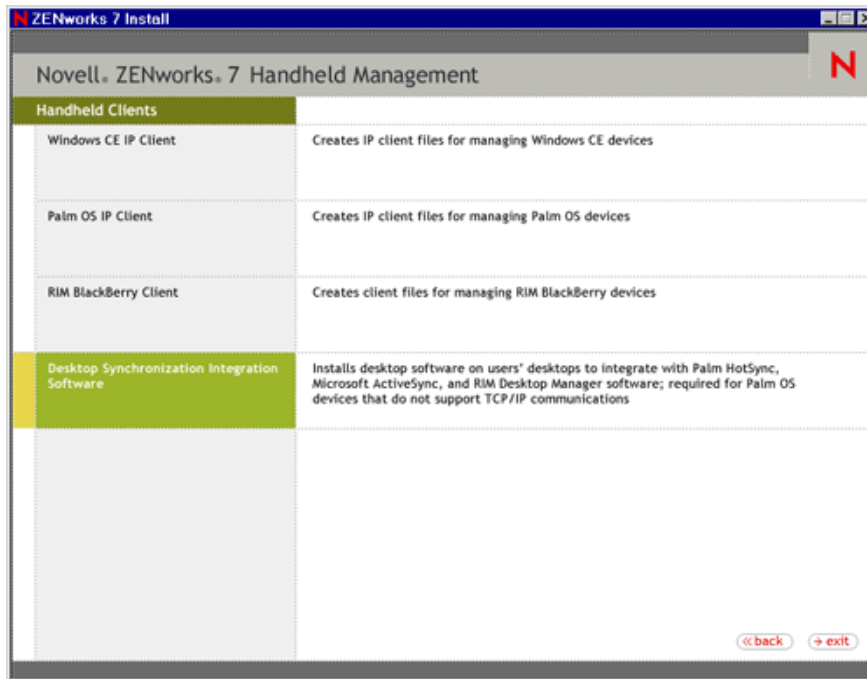 N ZENworks 7 Install
Novell® ZENworks® 7 Handheld Management
N
Handheld Clients
Windows CE IP Client
Creates IP client files for managing Windows CE devices
Palm OS IP Client
Creates IP client files for managing Palm OS devices
RIM BlackBerry Client
Creates client files for managing RIM BlackBerry devices
Desktop Synchronization Integration
Software
Installs desktop software on users' desktops to integrate with Palm HotSync,
Microsoft ActiveSync, and RIM Desktop Manager software; required for Palm OS
devices that do not support TCP/IP communications
back
exit